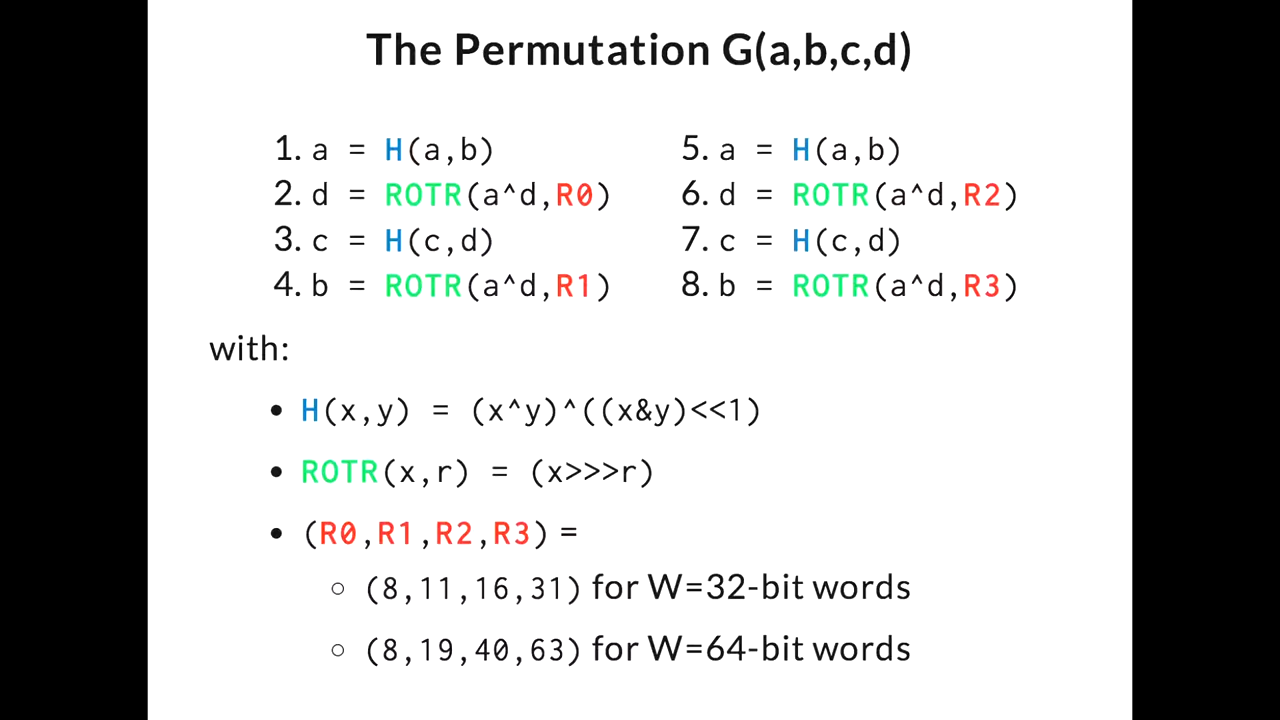 The Permutation G(a,b,c,d)
1. a = H(a,b)
2. d = ROTR(a^d,R0)
3. c = H(c,d)
4. b = ROTR(a^d,R1)
5. a = H(a,b)
6. d = ROTR(a^d,R2)
7. c = H(c,d)
8. b = ROTR(a^d,R3)
with:
• H(x,y) = (x^y)^((x&y)<<1)
• ROTR(x,r) = (x>>>r)
• (R0,R1,R2,R3) =
○ (8,11,16,31) for W=32-bit words
○ (8,19,40,63) for W=64-bit words